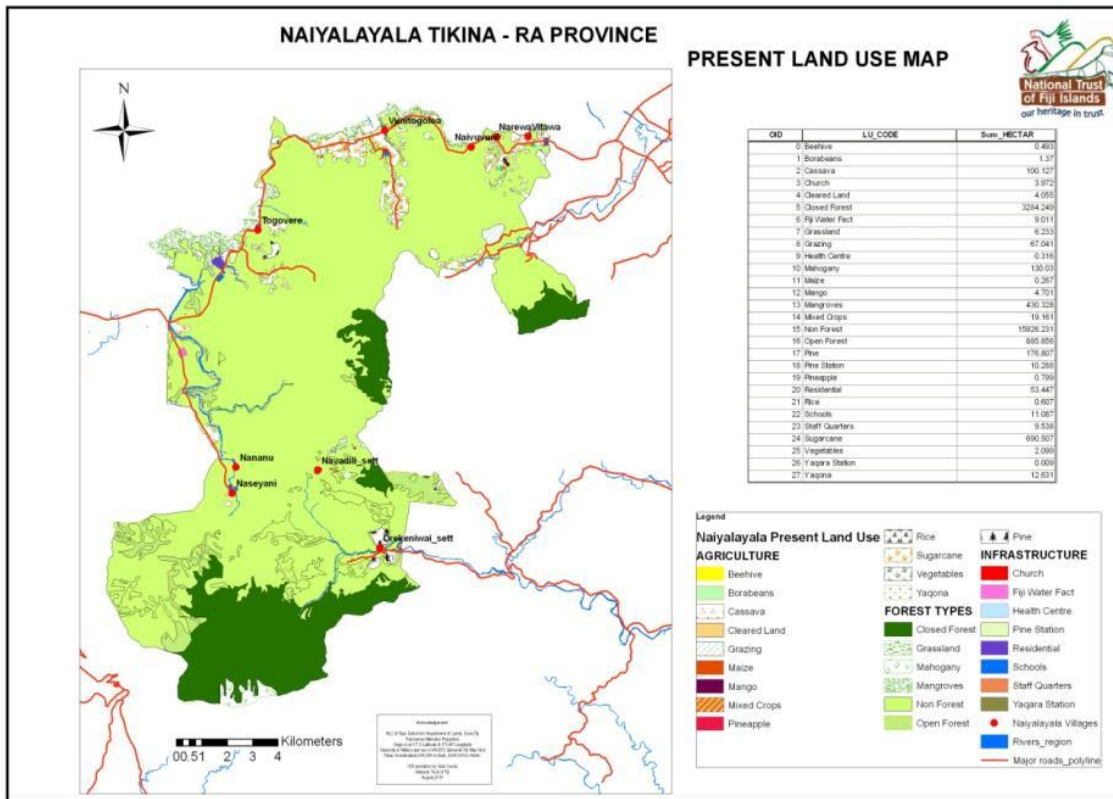 NAIYALAYALA TIKINA - RA PROVINCE
PRESENT LAND USE MAP
National Trust
of Fiji Islands
our heritage in trust
N
OID LU_CODE Sum_HECTAR
0 Beehive 0.493
1 Borabeans 1.37
2 Cassava 100.127
3 Church 3.972
4 Cleared Land 4.055
5 Closed Forest 3284.249
6 Fiji Water Fact 9.011
7 Grassland 6.233
8 Grazing 67.041
9 Health Centre 0.316
10 Mahogany 130.03
11 Maize 0.267
12 Mango 4.701
13 Mangroves 430.328
14 Mixed Crops 19.161
15 Non Forest 15926.231
16 Open Forest 885.856
17 Pine 176.807
18 Pine Station 10.288
19 Pineapple 0.799
20 Residential 53.447
21 Rice 0.607
22 Schools 11.087
23 Staff Quarters 9.538
24 Sugarcane 690.507
25 Vegetables 2.099
26 Yaqara Station 0.009
27 Yaqona 12.631
Vunitogoloa
Naivuvuni
NarewaVitawa
Togovere
Nananu
Navadili_sett
Naseyani
Drekeniwai_sett
Kilometers
00.51 2 3 4
Acknowledgement
National Trust of Fiji
Legend
Naiyalayala Present Land Use
AGRICULTURE
Beehive
Borabeans
Cassava
Cleared Land
Grazing
Maize
Mango
Mixed Crops
Pineapple
Rice
Sugarcane
Vegetables
Yaqona
FOREST TYPES
Closed Forest
Grassland
Mahogany
Mangroves
Non Forest
Open Forest
Pine
INFRASTRUCTURE
Church
Fiji Water Fact
Health Centre
Pine Station
Residential
Schools
Staff Quarters
Yaqara Station
Naiyalayala Villages
Rivers_region
Major roads_polyline